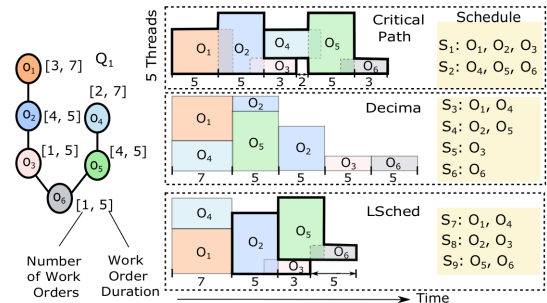 Q1
O1 [3, 7]
[2, 7]
O2 [4, 5] O4
O3 [1, 5] O5 [4, 5]
O6 [1, 5]
Number of Work Orders
Work Order Duration
5 Threads
Critical Path
O1 O2 O4 O5
O3 O6
5 5 3 2 5 3
Schedule
S1: O1, O2, O3
S2: O4, O5, O6
Decima
O1 O2
O4 O5 O2 O3 O6
7 5 5 5 5
S3: O1, O4
S4: O2, O5
S5: O3
S6: O6
LSched
O4 O5
O1 O2 O6
O3
7 5 3 5
S7: O1, O4
S8: O2, O3
S9: O5, O6
Time